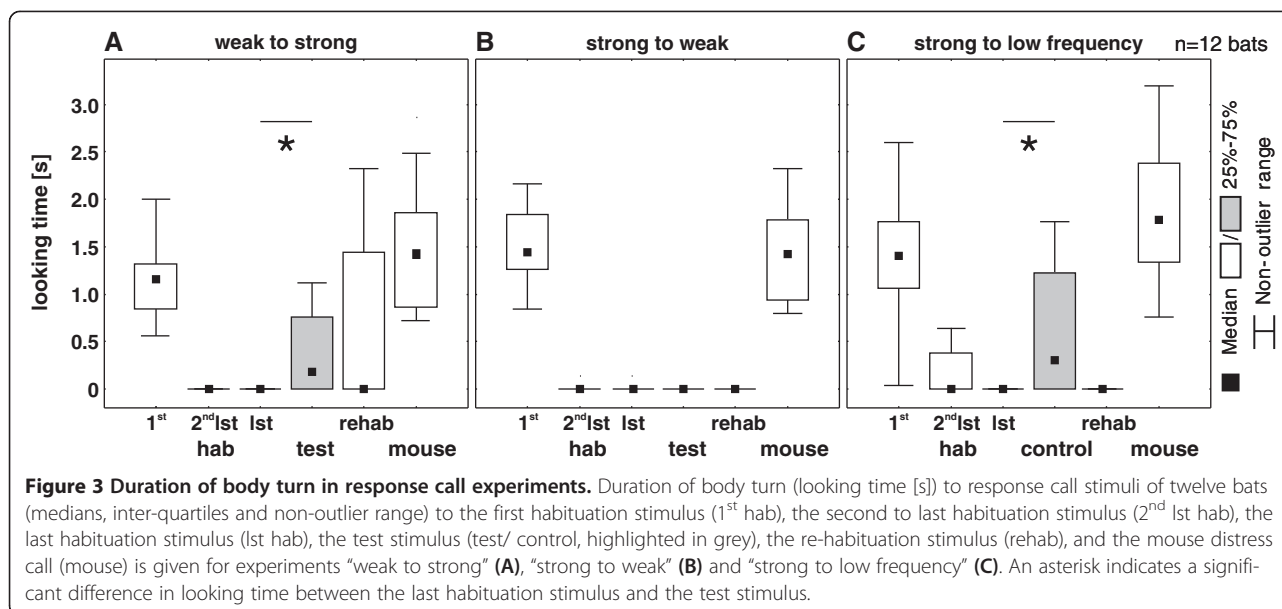 A weak to strong
B strong to weak
C strong to low frequency n=12 bats
looking time [s]
3.0
2.5
2.0
1.5
1.0
0.5
0
*
*
1st 2nd lst lst rehab
hab test mouse
1st 2nd lst lst rehab
hab test mouse
1st 2nd lst lst rehab
hab control mouse
Median / 25%-75%
Non-outlier range
Figure 3 Duration of body turn in response call experiments. Duration of body turn (looking time [s]) to response call stimuli of twelve bats
(medians, inter-quartiles and non-outlier range) to the first habituation stimulus (1st hab), the second to last habituation stimulus (2nd lst hab), the
last habituation stimulus (lst hab), the test stimulus (test/ control, highlighted in grey), the re-habituation stimulus (rehab), and the mouse distress
call (mouse) is given for experiments “weak to strong” (A), “strong to weak” (B) and “strong to low frequency” (C). An asterisk indicates a signifi-
cant difference in looking time between the last habituation stimulus and the test stimulus.